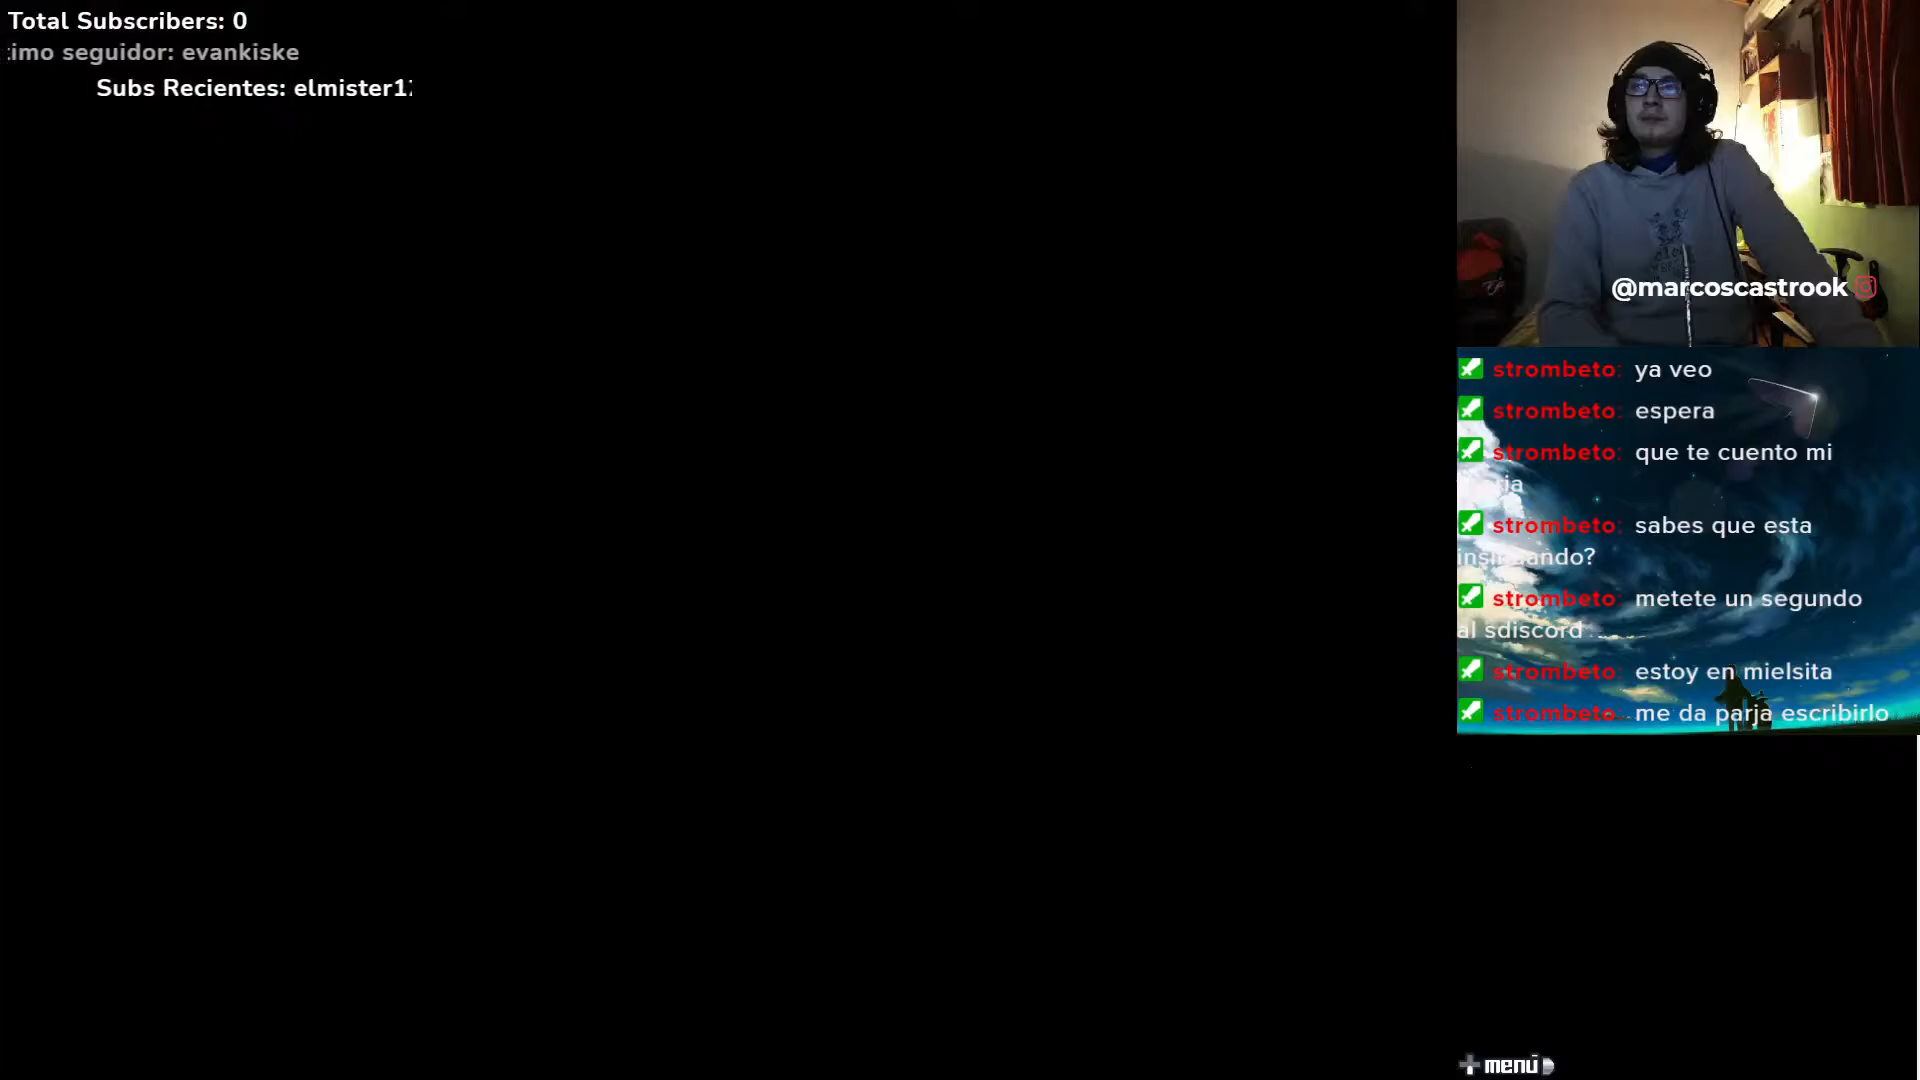 Total Subscribers: 0
imo seguidor: evankiske
Subs Recientes: elmister1
@marcoscastrook
strombeto: ya veo
strombeto: espera
strombeto: que te cuento mi
strombeto: sabes que esta
insinuando?
strombeto: metete un segundo
al sdiscord
strombeto: estoy en mielsita
strombeto: me da parja escribirlo
menú